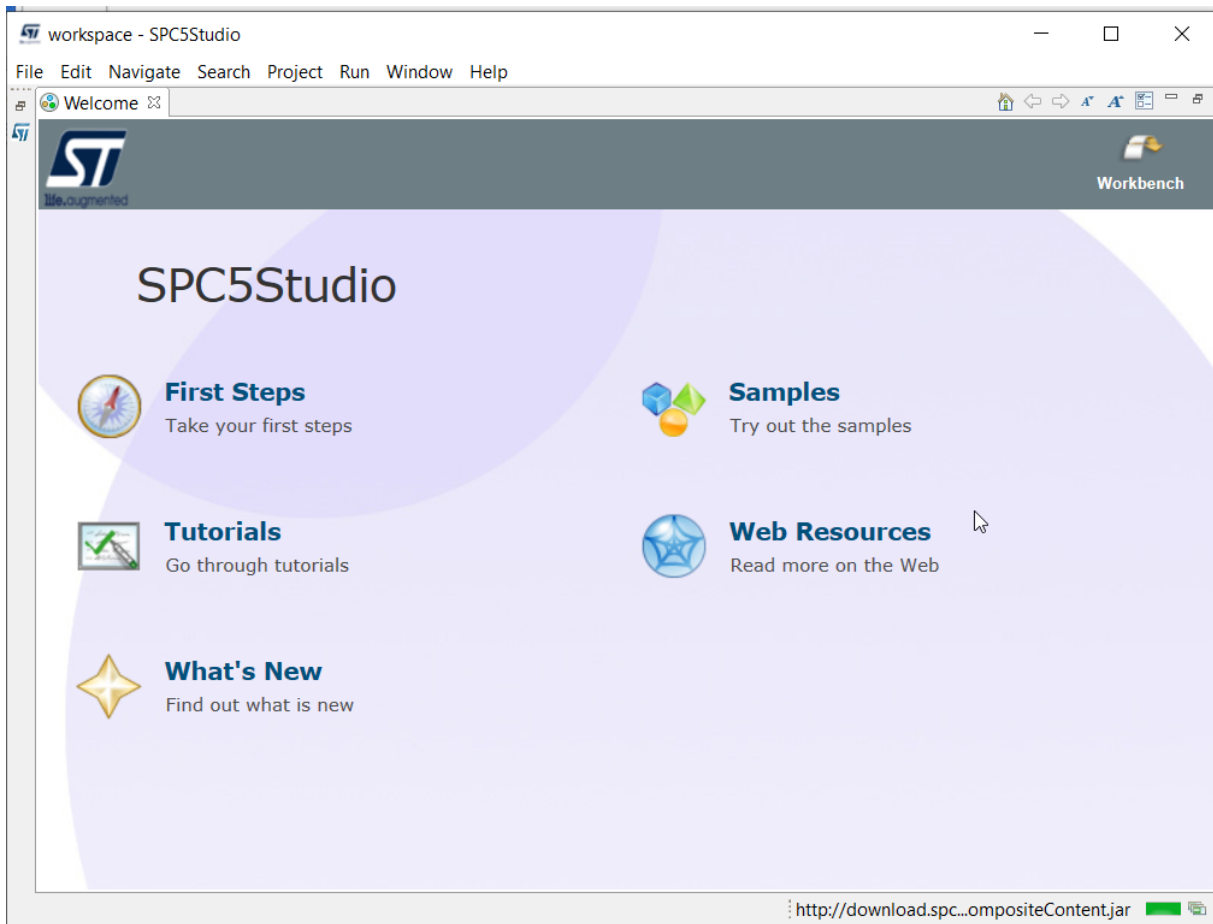 workspace - SPC5Studio
File Edit Navigate Search Project Run Window Help
Welcome
ST
life.augmented
Workbench
SPC5Studio
First Steps
Take your first steps
Samples
Try out the samples
Tutorials
Go through tutorials
Web Resources
Read more on the Web
What's New
Find out what is new
http://download.spc...ompositeContent.jar